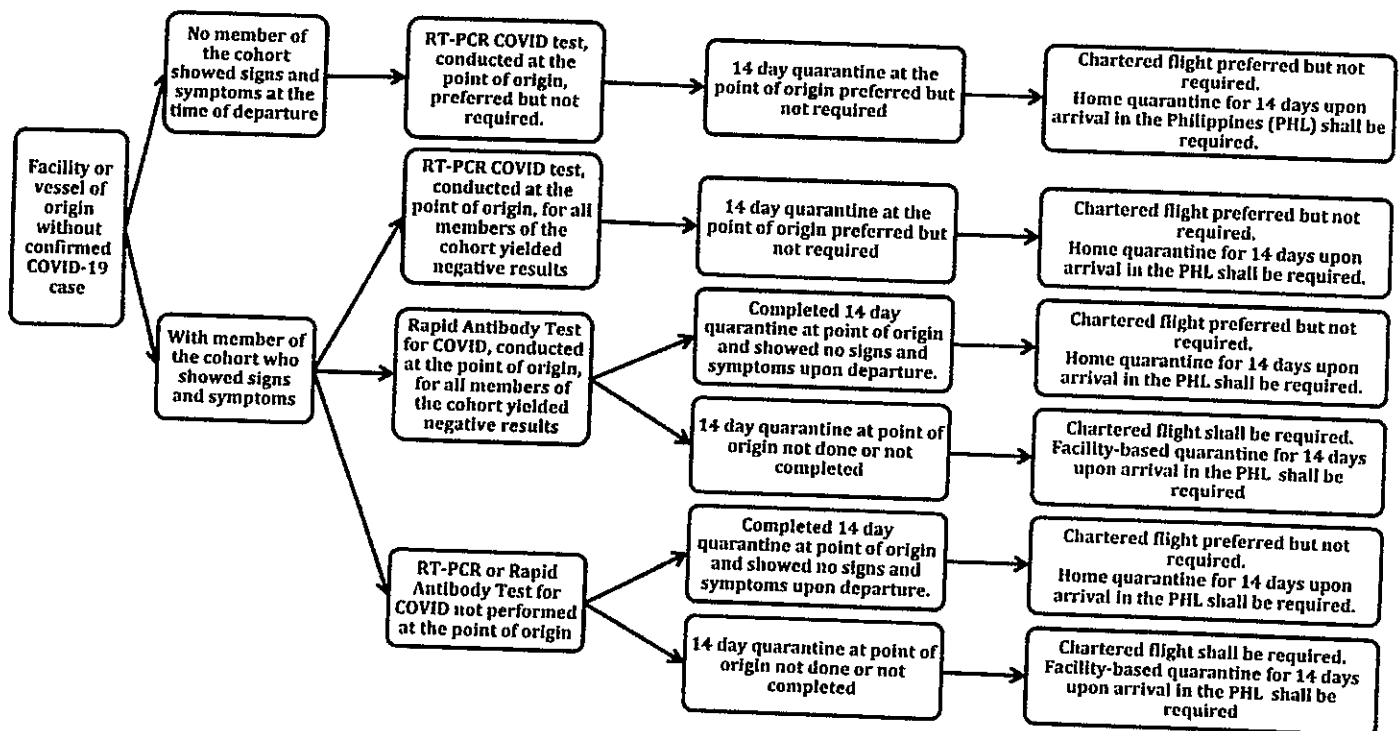 No member of
the cohort
showed signs and
symptoms at the
time of departure
RT-PCR COVID test,
conducted at the
point of origin,
preferred but not
required.
14 day quarantine at the
point of origin preferred but
not required
Chartered flight preferred but not
required.
Home quarantine for 14 days upon
arrival in the Philippines (PHL) shall be
required.
Facility or
vessel of
origin
without
confirmed
COVID-19
case
RT-PCR COVID test,
conducted at the
point of origin, for all
members of the
cohort yielded
negative results
14 day quarantine at the
point of origin preferred but
not required
Chartered flight preferred but not
required.
Home quarantine for 14 days upon
arrival in the PHL shall be required.
With member of
the cohort who
showed signs
and symptoms
Rapid Antibody Test
for COVID, conducted
at the point of origin,
for all members of
the cohort yielded
negative results
Completed 14 day
quarantine at point of origin
and showed no signs and
symptoms upon departure.
Chartered flight preferred but not
required.
Home quarantine for 14 days upon
arrival in the PHL shall be required.
14 day quarantine at point of
origin not done or not
completed
Chartered flight shall be required.
Facility-based quarantine for 14 days
upon arrival in the PHL shall be
required
RT-PCR or Rapid
Antibody Test for
COVID not performed
at the point of origin
Completed 14 day
quarantine at point of origin
and showed no signs and
symptoms upon departure.
Chartered flight preferred but not
required.
Home quarantine for 14 days upon
arrival in the PHL shall be required.
14 day quarantine at point of
origin not done or not
completed
Chartered flight shall be required.
Facility-based quarantine for 14 days
upon arrival in the PHL shall be
required